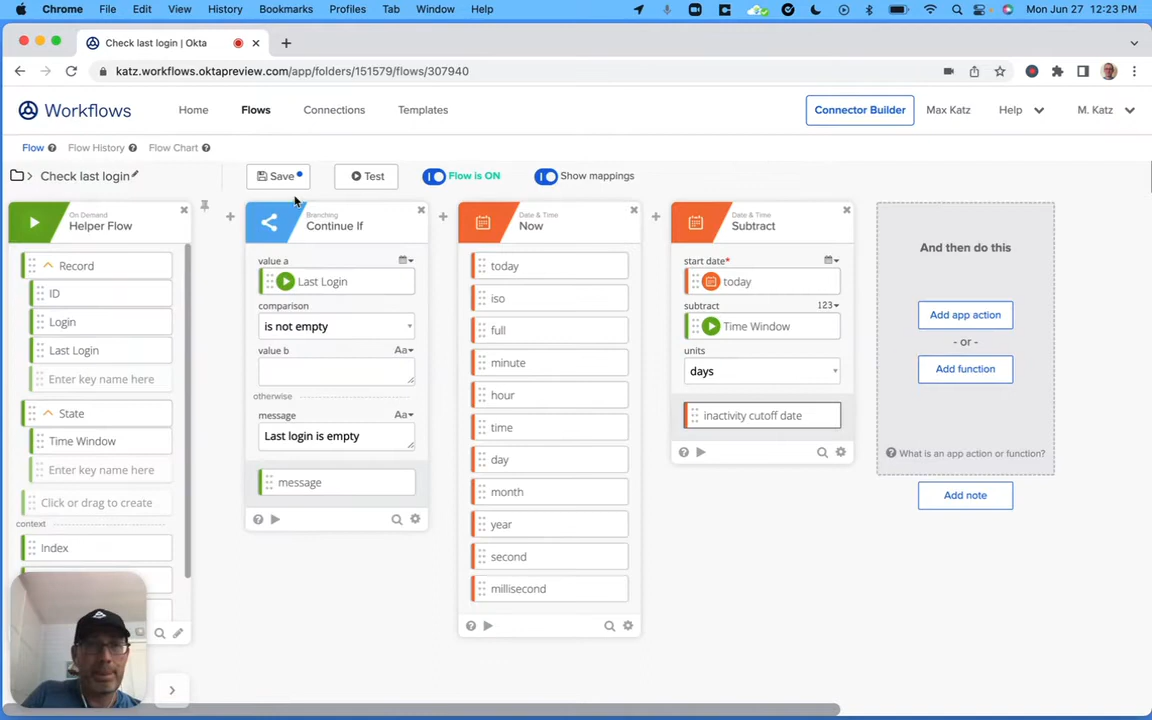 Chrome File Edit View History Bookmarks Profiles Tab Window Help Mon Jun 27 12:23 PM
Check last login | Okta
katz.workflows.oktapreview.com/app/folders/151579/flows/307940
Workflows Home Flows Connections Templates Connector Builder Max Katz Help M. Katz
Flow Flow History Flow Chart
Check last login Save Test Flow is ON Show mappings
On Demand
Helper Flow
Record
ID
Login
Last Login
Enter key name here
State
Time Window
Enter key name here
Click or drag to create
context
Index
Branching
Continue If
value a
Last Login
comparison
is not empty
value b Aa
otherwise
message Aa
Last login is empty
message
Date & Time
Now
today
iso
full
minute
hour
time
day
month
year
second
millisecond
Date & Time
Subtract
start date*
today
subtract 123
Time Window
units
days
inactivity cutoff date
And then do this
Add app action
- or -
Add function
What is an app action or function?
Add note